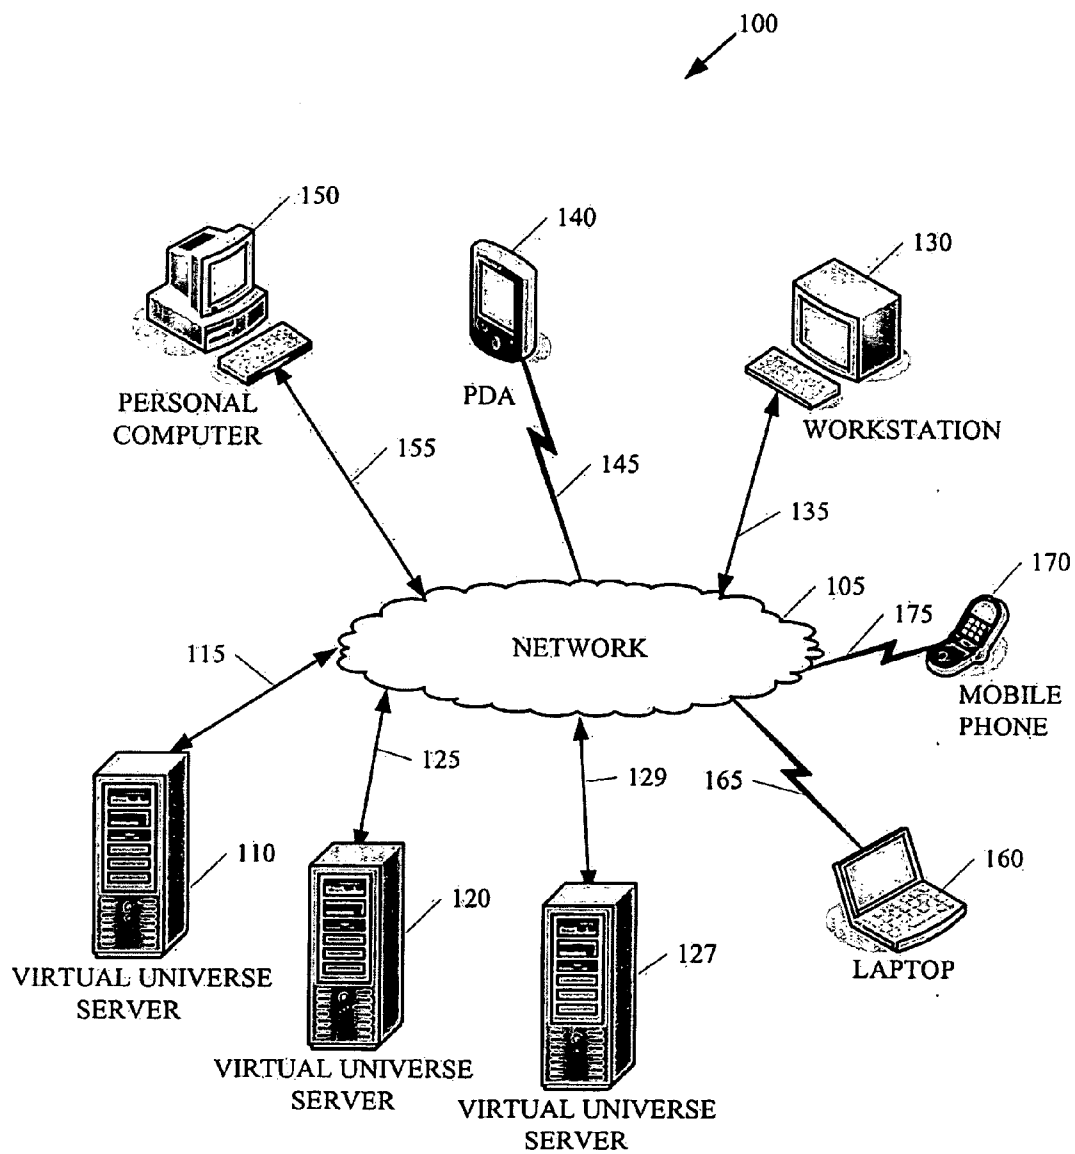 100
150
140
130
PERSONAL
COMPUTER
PDA
WORKSTATION
155
145
135
105
170
175
NETWORK
115
MOBILE
PHONE
125
129
165
110
120
127
160
VIRTUAL UNIVERSE
SERVER
LAPTOP
VIRTUAL UNIVERSE
SERVER
VIRTUAL UNIVERSE
SERVER